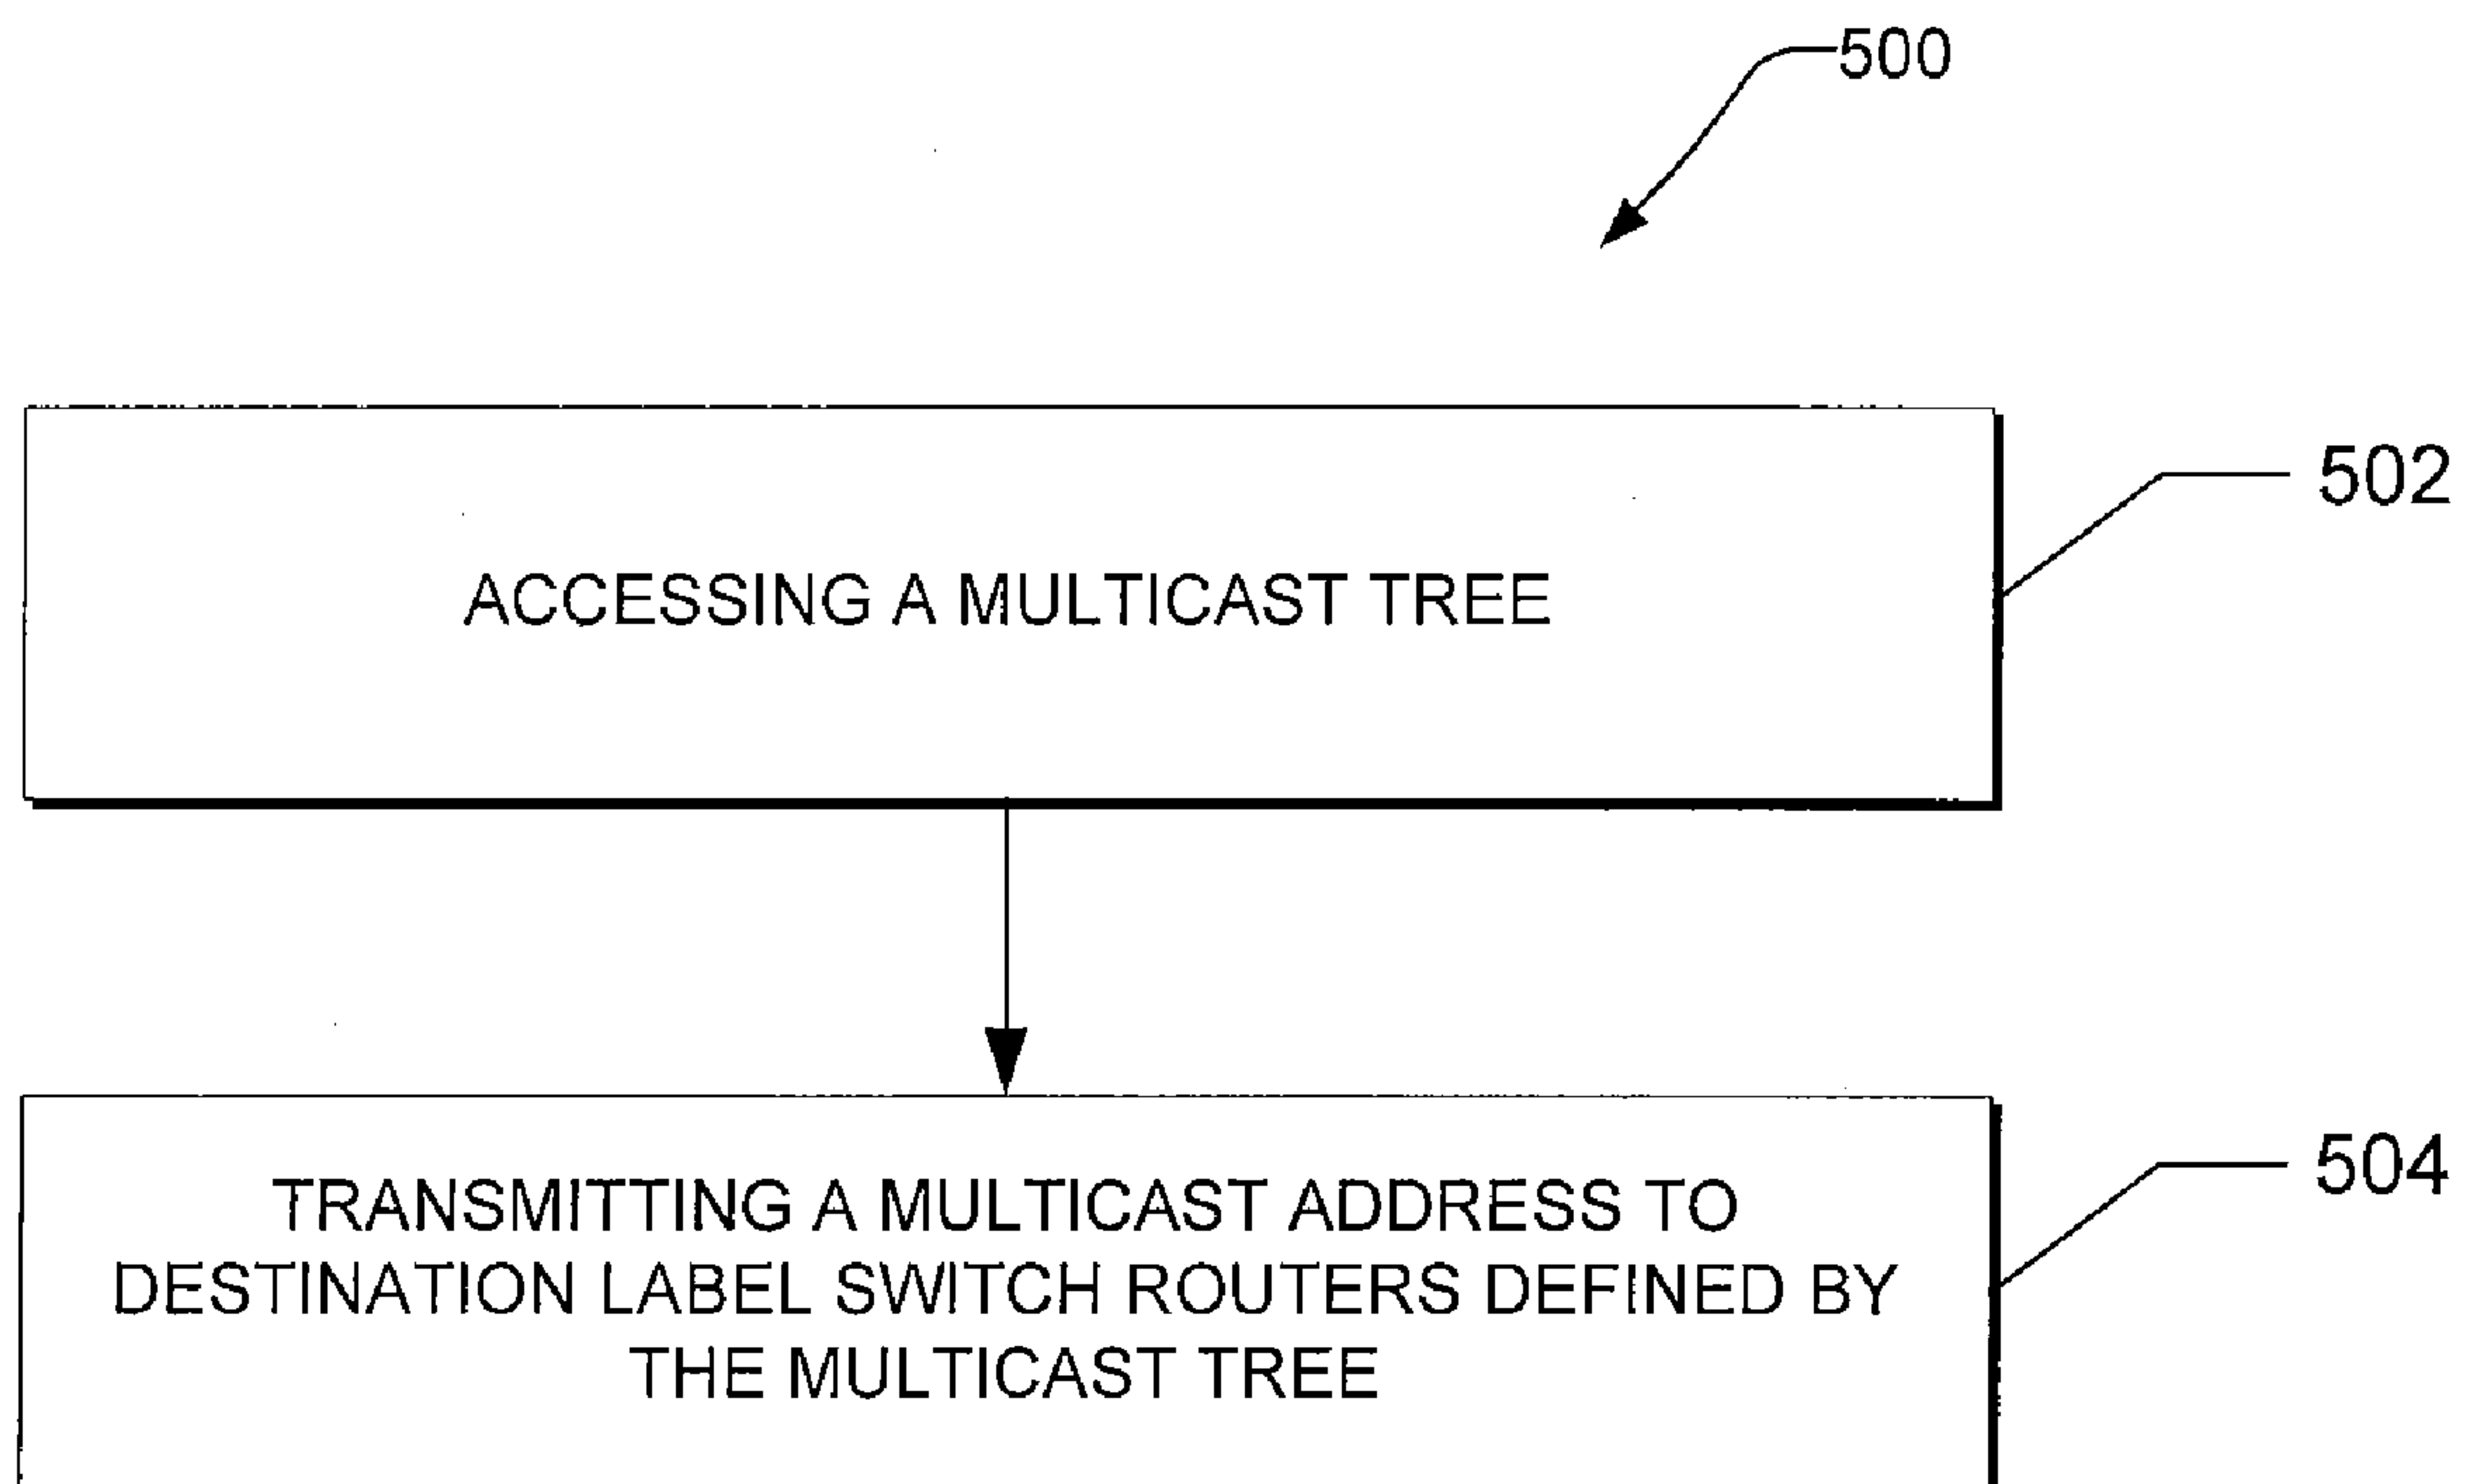 500
502
ACCESSING A MULTICAST TREE
504
TRANSMITTING A MULTICAST ADDRESS TO
DESTINATION LABEL SWITCH ROUTERS DEFINED BY
THE MULTICAST TREE